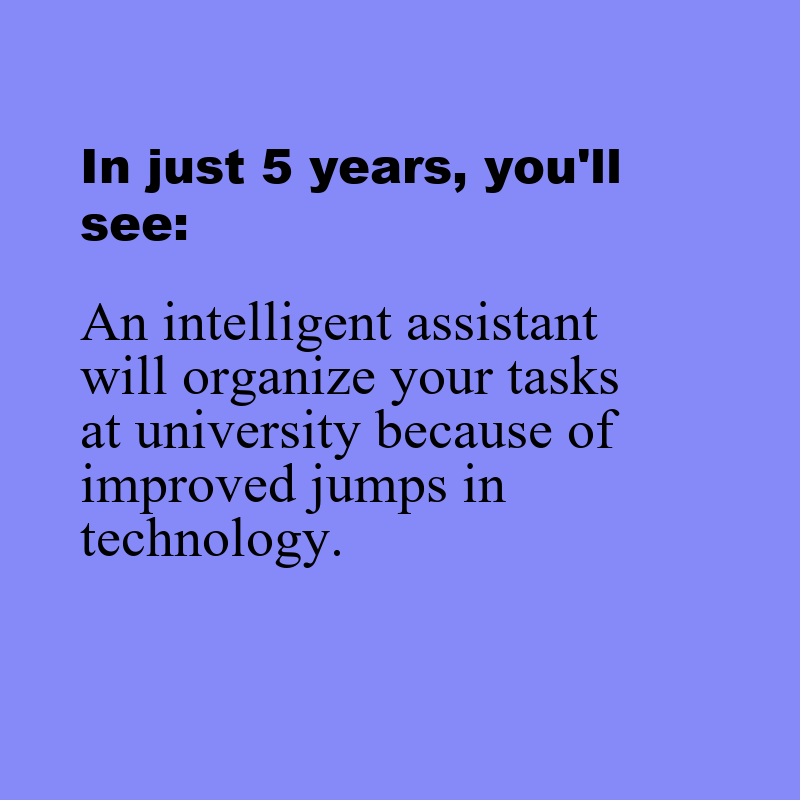 In just 5 years, you'll
see:
An intelligent assistant
will organize your tasks
at university because of
improved jumps in
technology.